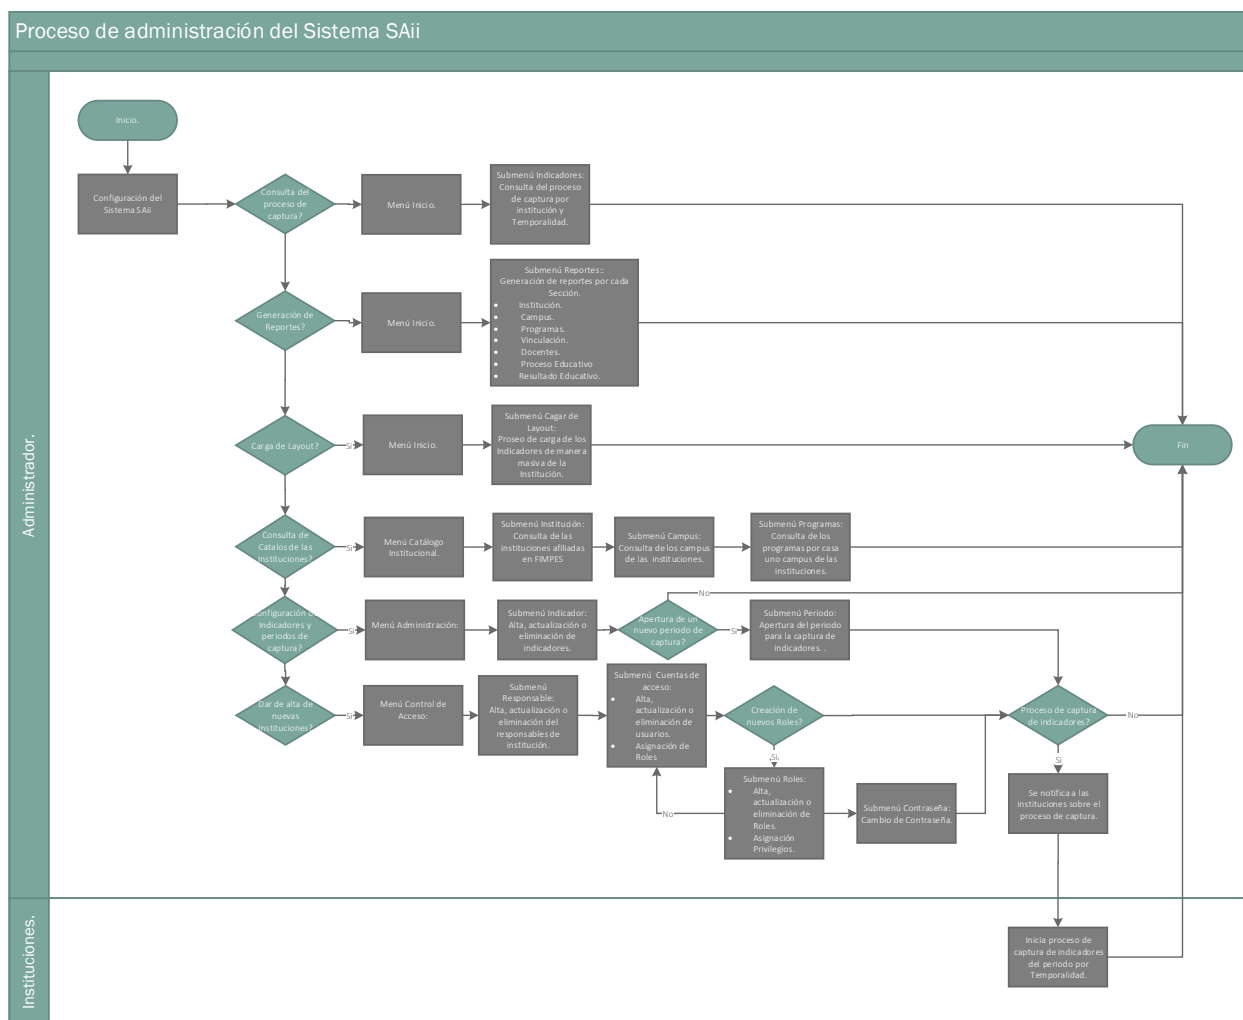 Proceso de administración del Sistema SAii
Administrador.
Inicio.
Configuración del
Sistema SAii
Consulta del
proceso de
captura?
Menú Inicio.
Submenú Indicadores:
Consulta del proceso
de captura por
institución y
Temporalidad.
Generación de
Reportes?
Menú Inicio.
Submenú Reportes::
Generación de reportes por cada
Sección.
• Institución.
• Campus.
• Programas.
• Vinculación.
• Docentes.
• Proceso Educativo
• Resultado Educativo.
Carga de Layout?
Si
Menú Inicio.
Submenú Cagar de
Layout:
Proseo de carga de los
Indicadores de manera
masiva de la
Institución.
Fin
Consulta de
Catalos de las
Instituciones?
Si
Menú Catálogo
Institucional.
Submenú Institución:
Consulta de las
instituciones afiliadas
en FIMPES
Submenú Campus:
Consulta de los campus
de las instituciones.
Submenú Programas:
Consulta de los
programas por casa
uno campus de las
instituciones.
Configuración de
Indicadores y
periodos de
captura?
Si
Menú Administración:
Submenú Indicador:
Alta, actualización o
eliminación de
indicadores.
Apertura de un
nuevo periodo de
captura?
No
Si
Submenú Periodo:
Apertura del periodo
para la captura de
indicadores. .
Dar de alta de
nuevas
Instituciones?
Si
Menú Control de
Acceso:
Submenú
Responsable:
Alta, actualización o
eliminación del
responsables de
institución.
Submenú Cuentas de
acceso:
• Alta,
actualización o
eliminación de
usuarios.
• Asignación de
Roles
Creación de
nuevos Roles?
Si.
Submenú Roles:
• Alta,
actualización o
eliminación de
Roles.
• Asignación
Privilegios.
No
Submenú Contraseña:
Cambio de Contraseña.
Proceso de captura
de indicadores?
No
Si
Se notifica a las
instituciones sobre el
proceso de captura.
Instituciones.
Inicia proceso de
captura de indicadores
del periodo por
Temporalidad.